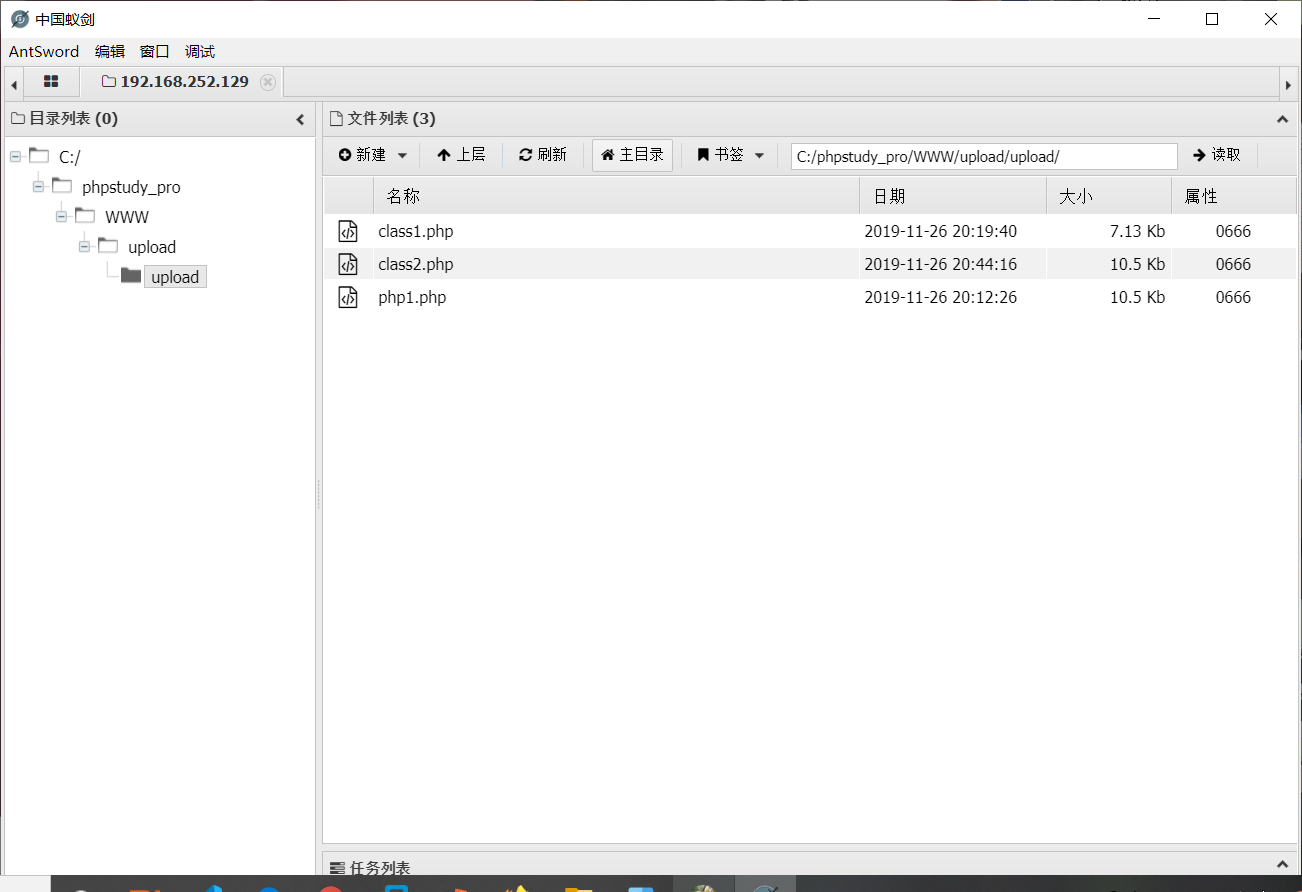 中国蚁剑
AntSword 编辑 窗口 调试
192.168.252.129
目录列表 (0)
C:/
phpstudy_pro
WWW
upload
upload
文件列表 (3)
新建 上层 刷新 主目录 书签 C:/phpstudy_pro/WWW/upload/upload/ 读取
名称 日期 大小 属性
class1.php 2019-11-26 20:19:40 7.13 Kb 0666
class2.php 2019-11-26 20:44:16 10.5 Kb 0666
php1.php 2019-11-26 20:12:26 10.5 Kb 0666
任务列表